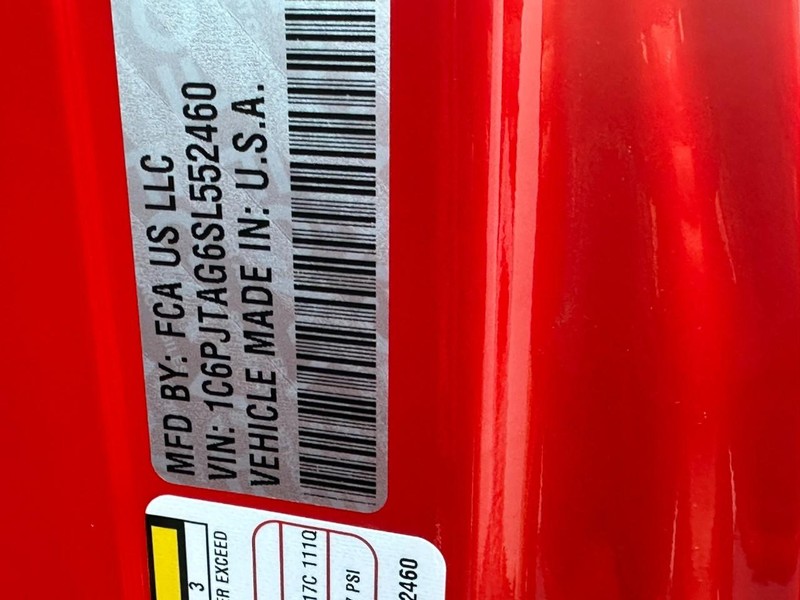 MFD BY: FCA US LLC
VIN: 1C6PJTAG6SL552460
VEHICLE MADE IN: U.S.A.
3
EXCEED
17C 111Q
PSI
2460